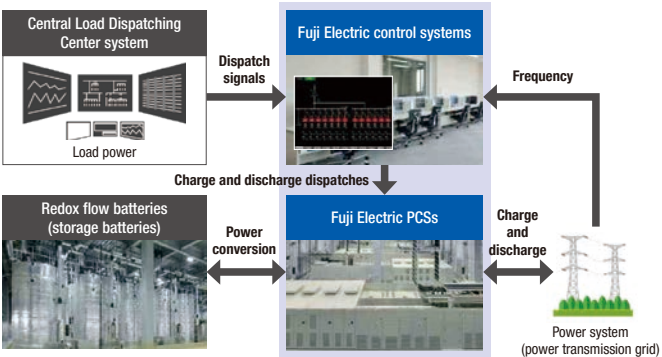 Central Load Dispatching
Center system
Load power
Dispatch
signals
Fuji Electric control systems
Frequency
Charge and discharge dispatches
Redox flow batteries
(storage batteries)
Power
conversion
Fuji Electric PCSs
Charge
and
discharge
Power system
(power transmission grid)